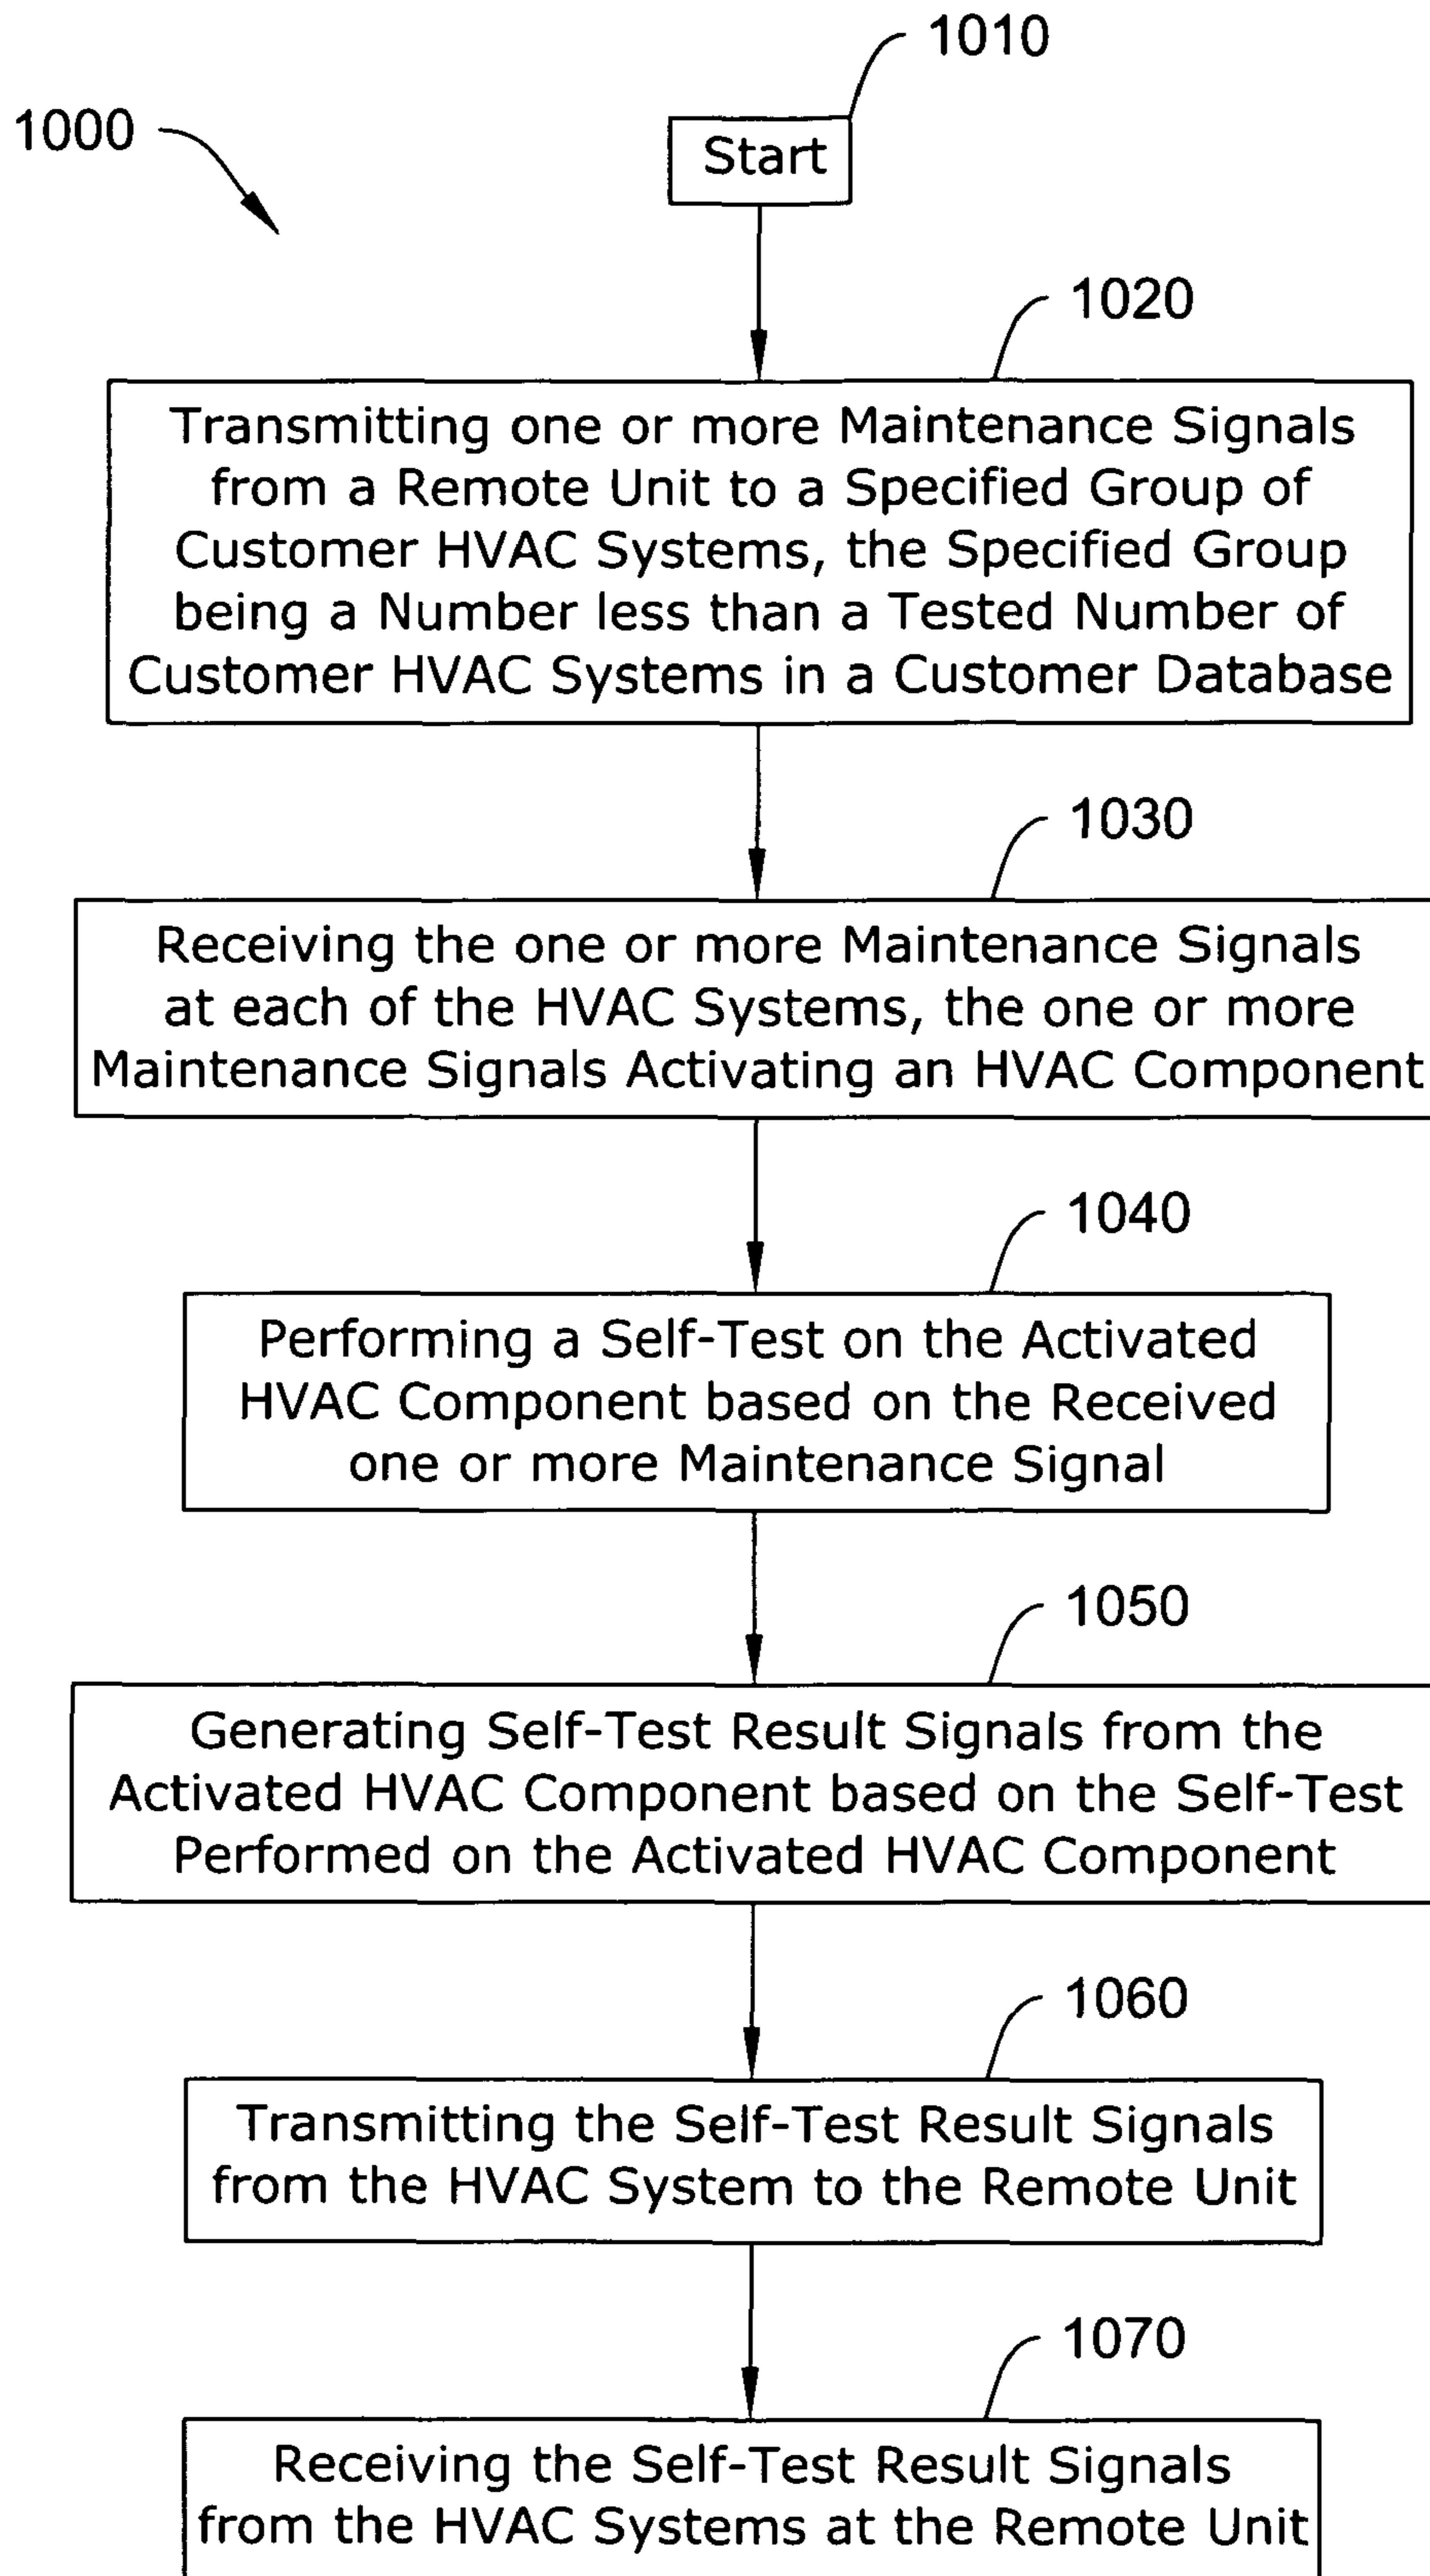 1010
1000
Start
1020
Transmitting one or more Maintenance Signals
from a Remote Unit to a Specified Group of
Customer HVAC Systems, the Specified Group
being a Number less than a Tested Number of
Customer HVAC Systems in a Customer Database
1030
Receiving the one or more Maintenance Signals
at each of the HVAC Systems, the one or more
Maintenance Signals Activating an HVAC Component
1040
Performing a Self-Test on the Activated
HVAC Component based on the Received
one or more Maintenance Signal
1050
Generating Self-Test Result Signals from the
Activated HVAC Component based on the Self-Test
Performed on the Activated HVAC Component
1060
Transmitting the Self-Test Result Signals
from the HVAC System to the Remote Unit
1070
Receiving the Self-Test Result Signals
from the HVAC Systems at the Remote Unit